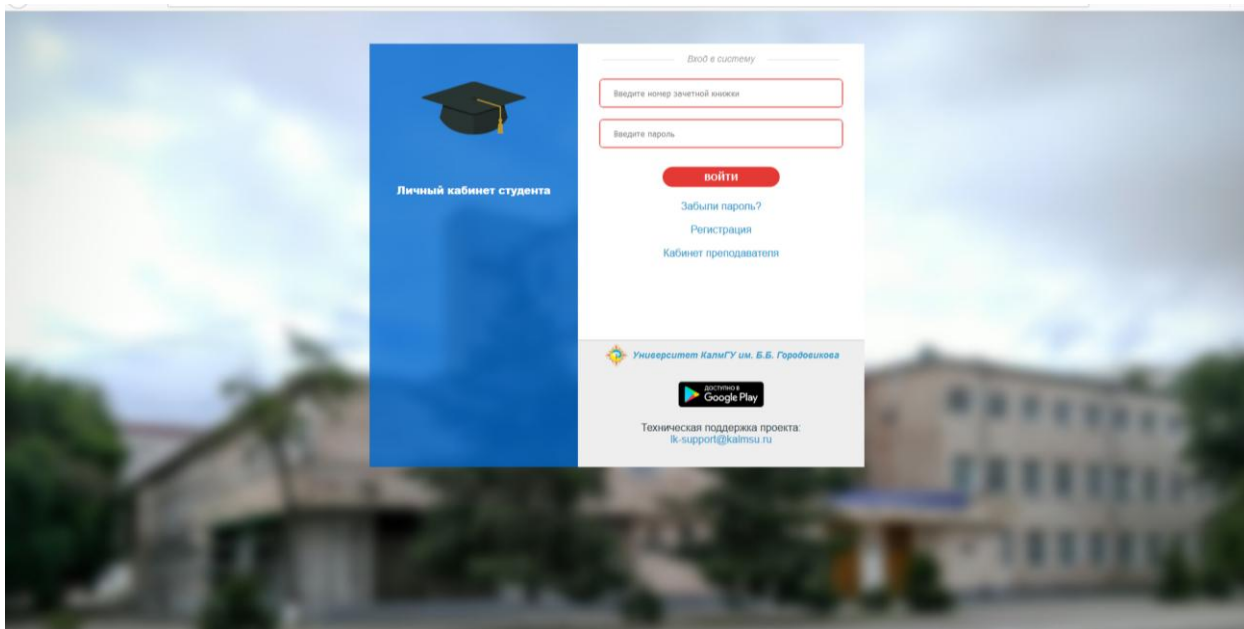 Личный кабинет студента
Вход в систему
Введите номер зачетной книжки
Введите пароль
ВОЙТИ
Забыли пароль?
Регистрация
Кабинет преподавателя
Университет КалмГУ им. Б.Б. Городовикова
ДОСТУПНО В
Google Play
Техническая поддержка проекта:
lk-support@kalmsu.ru